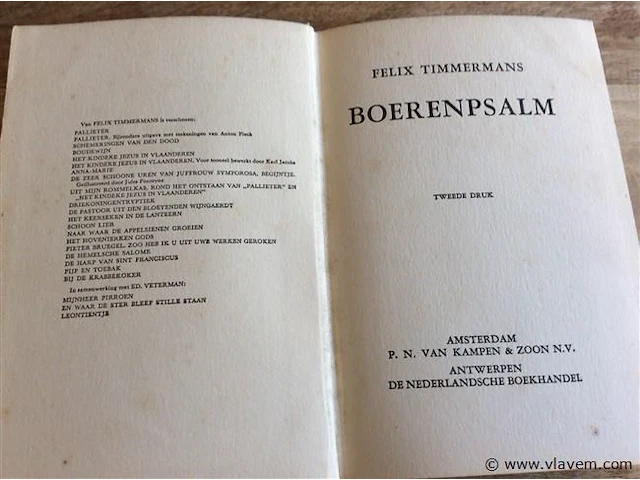 Van FELIX TIMMERMANS is verschenen:
PALLIETER
PALLIETER, Bijzondere uitgave met teekeningen van Anton Pieck
SCHEMERINGEN VAN DEN DOOD
BOUDEWIJN
HET KINDEKE JEZUS IN VLAANDEREN
HET KINDEKE JEZUS IN VLAANDEREN, Voor tooneel bewerkt door Karl Jacobs
ANNA-MARIE
DE ZEER SCHOONE UREN VAN JUFFROUW SYMFOROSA, BEGIJNTJE.
Geïllustreerd door Jules Fonteyne
UIT MIJN ROMMELKAS, ROND HET ONTSTAAN VAN „PALLIETER” EN
„HET KINDEKE JEZUS IN VLAANDEREN”
DRIEKONINGENTRYPTIEK
DE PASTOOR UIT DEN BLOEYENDEN WIJNGAERDT
HET KEERSEKEN IN DE LANTEERN
SCHOON LIER
NAAR WAAR DE APPELSIENEN GROEIEN
HET HOVENIERKEN GODS
PIETER BRUEGEL. ZOO HEB IK U UIT UWE WERKEN GEROKEN
DE HEMELSCHE SALOME
DE HARP VAN SINT FRANCISCUS
PIJP EN TOEBAK
BIJ DE KRABBEKOKER
In samenwerking met ED. VETERMAN:
MIJNHEER PIRROEN
EN WAAR DE STER BLEEF STILLE STAAN
LEONTIENTJE
FELIX TIMMERMANS
BOERENPSALM
TWEEDE DRUK
AMSTERDAM
P. N. VAN KAMPEN & ZOON N.V.
ANTWERPEN
DE NEDERLANDSCHE BOEKHANDEL
© www.vlavem.com